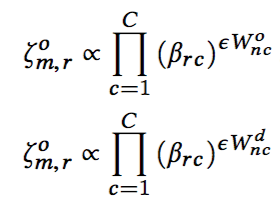 ζ^o_{m,r} ∝ ∏_{c=1}^{C} (β_{rc})^{ϵW^o_{nc}}
ζ^o_{m,r} ∝ ∏_{c=1}^{C} (β_{rc})^{ϵW^d_{nc}}